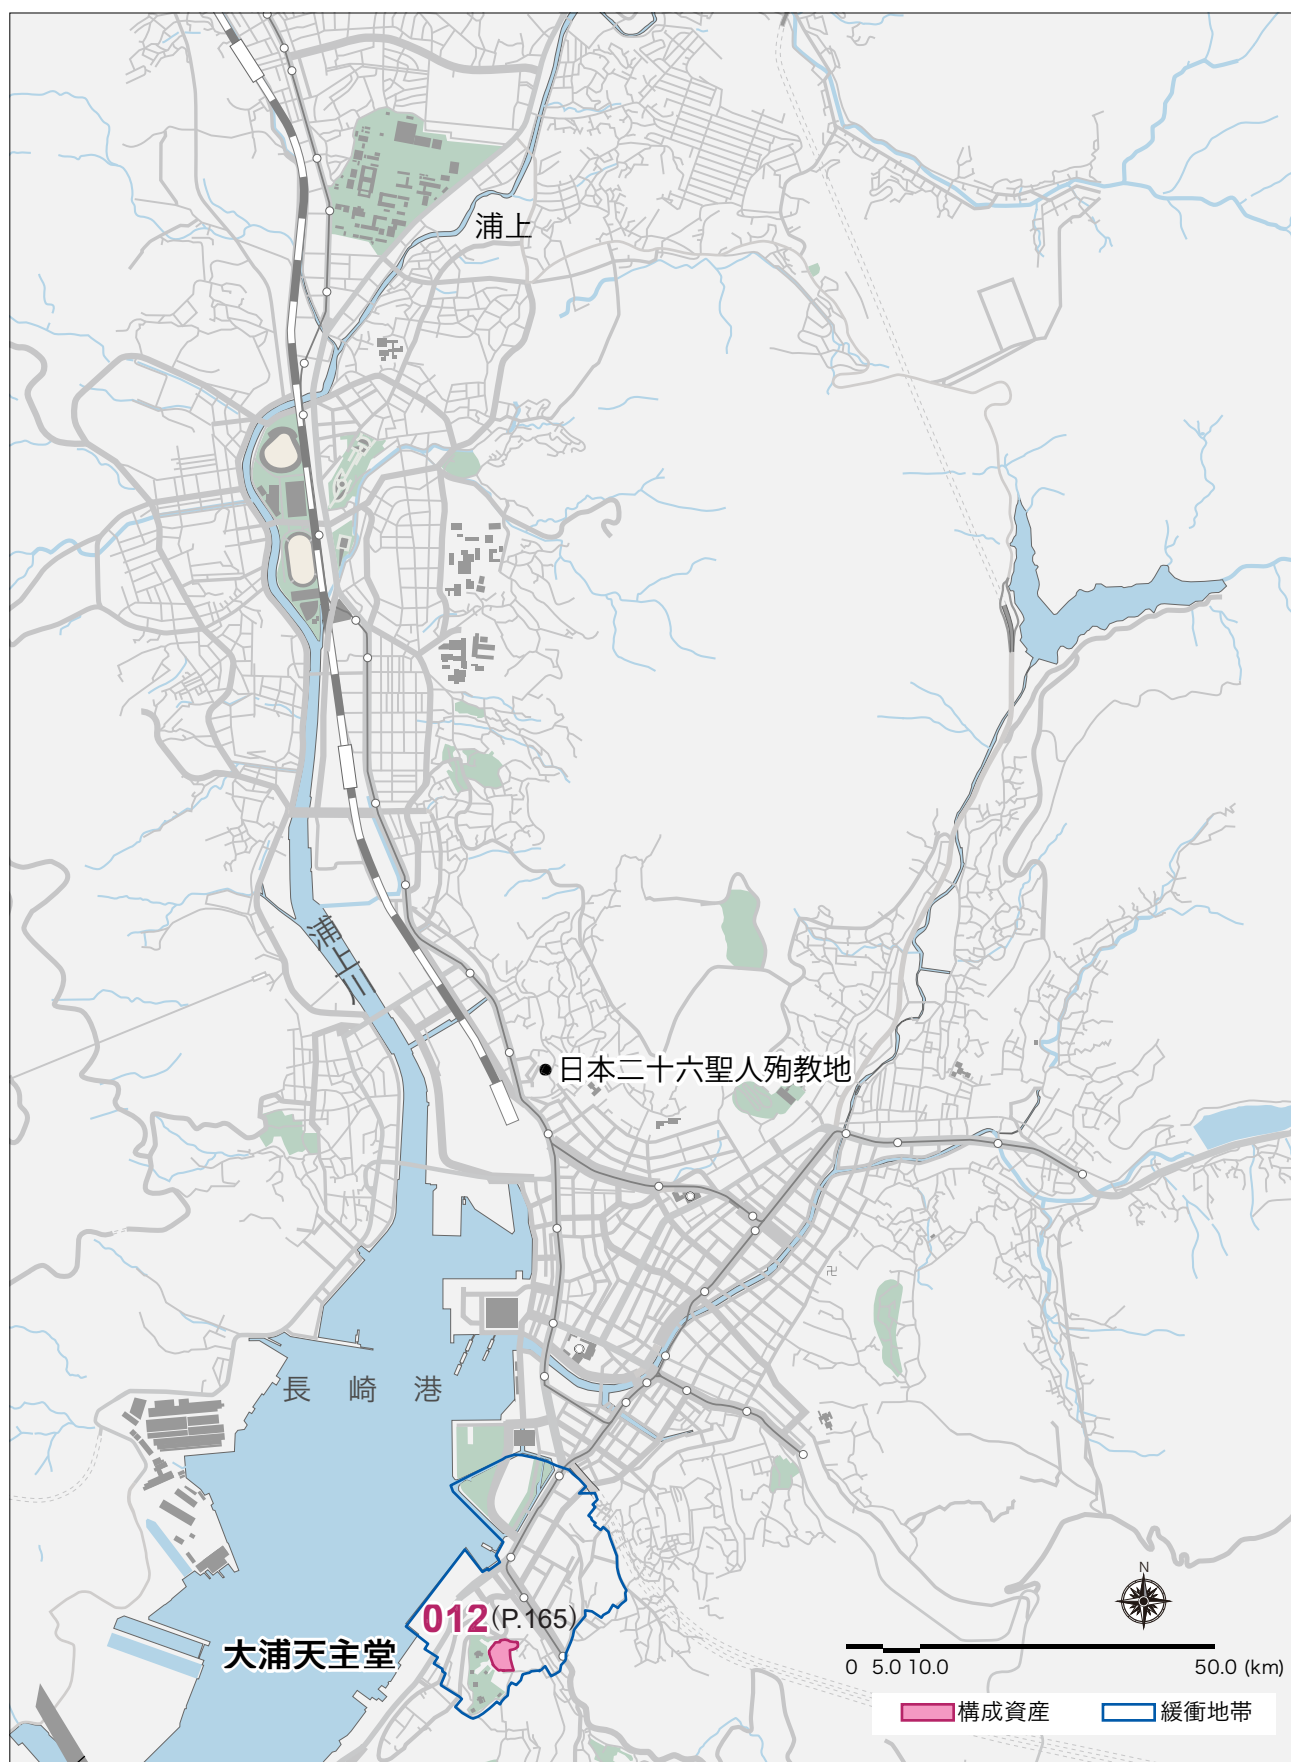 浦上
浦上川
日本二十六聖人殉教地
卍
長崎港
012(P.165)
大浦天主堂
N
0 5.0 10.0 50.0 (km)
構成資産
緩衝地帯